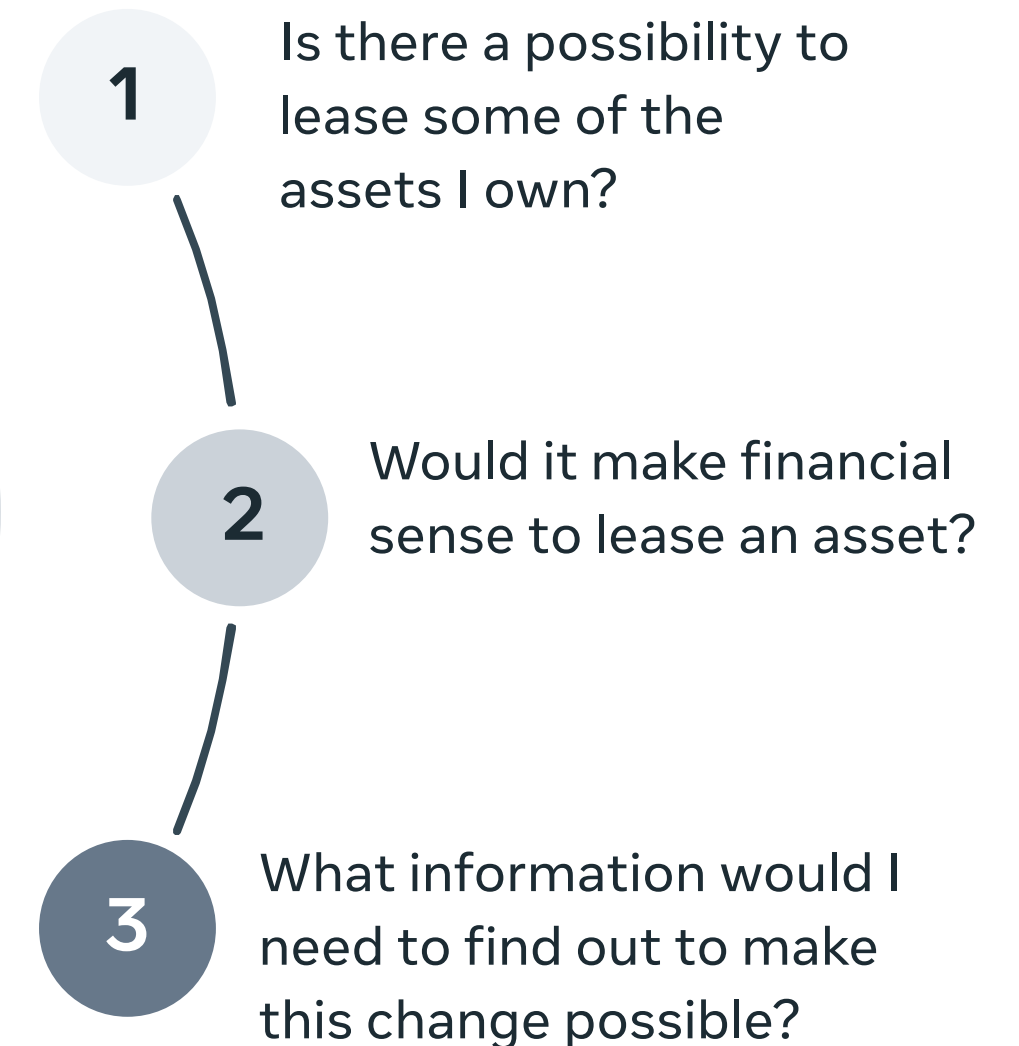 1
Is there a possibility to
lease some of the
assets I own?
2
Would it make financial
sense to lease an asset?
3
What information would I
need to find out to make
this change possible?